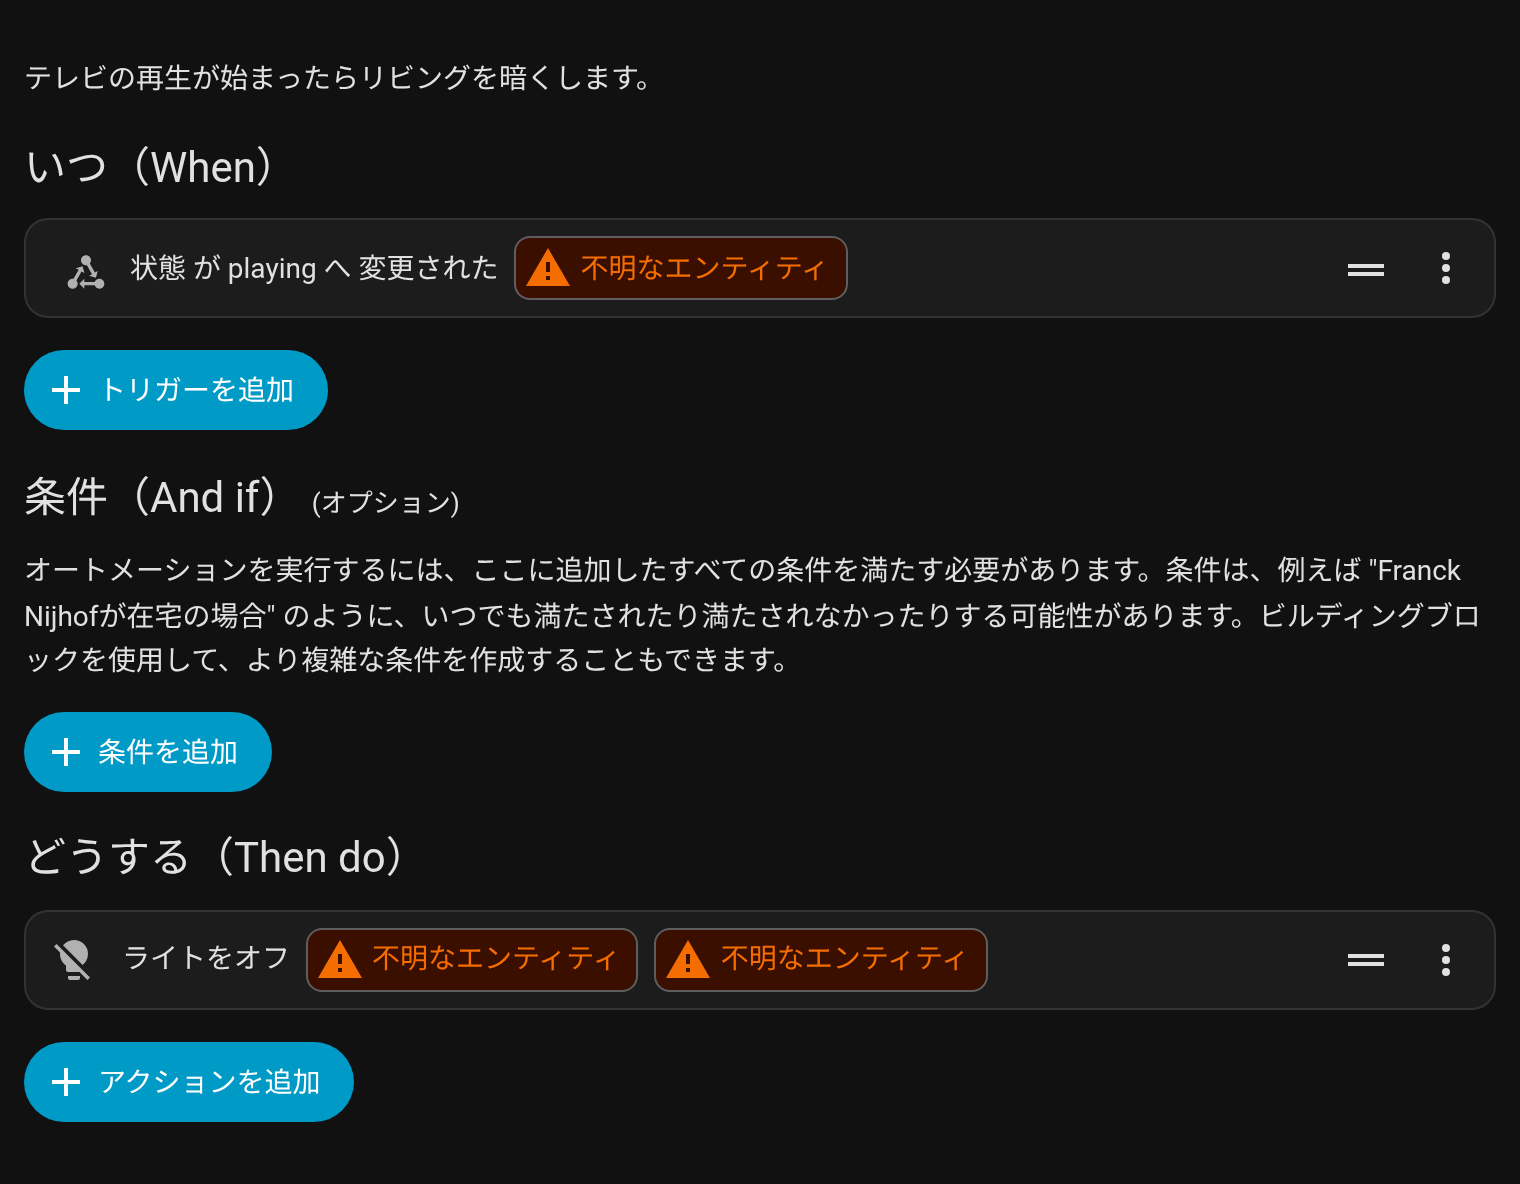 テレビの再生が始まったらリビングを暗くします。
いつ（When）
状態 が playing へ 変更された 不明なエンティティ
トリガーを追加
条件（And if） (オプション)
オートメーションを実行するには、ここに追加したすべての条件を満たす必要があります。条件は、例えば "Franck
Nijhofが在宅の場合" のように、いつでも満たされたり満たされなかったりする可能性があります。ビルディングブロ
ックを使用して、より複雑な条件を作成することもできます。
条件を追加
どうする（Then do）
ライトをオフ 不明なエンティティ 不明なエンティティ
アクションを追加